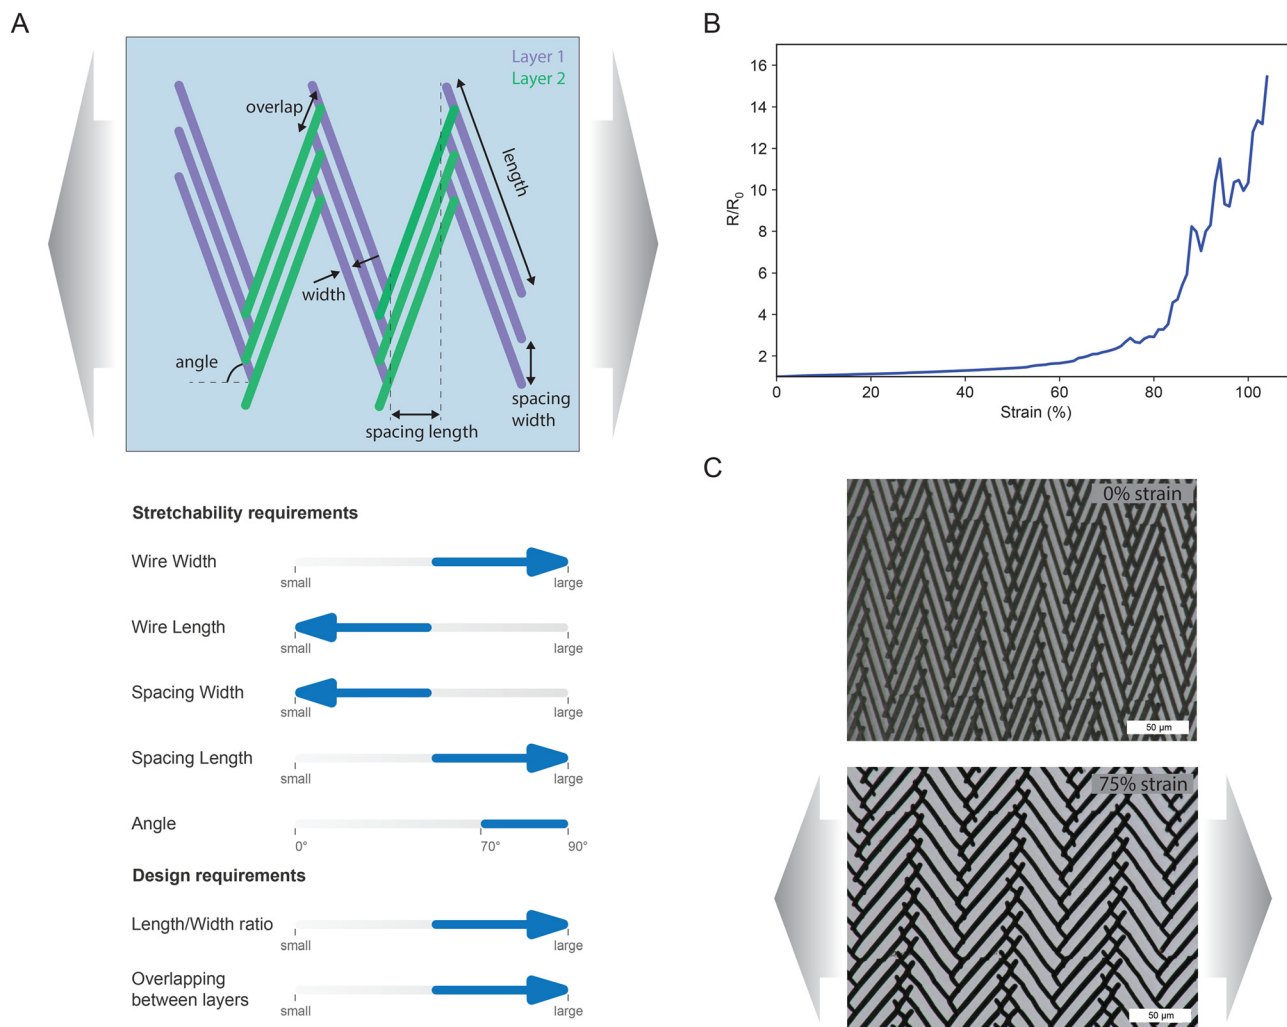 A
Layer 1
Layer 2
overlap
length
width
angle
spacing
width
spacing length
Stretchability requirements
Wire Width
small
large
Wire Length
small
large
Spacing Width
small
large
Spacing Length
small
large
Angle
0°
70°
90°
Design requirements
Length/Width ratio
small
large
Overlapping
between layers
small
large
B
16
14
12
10
8
6
4
2
R/R0
0
20
40
60
80
100
Strain (%)
C
0% strain
50 µm
75% strain
50 µm